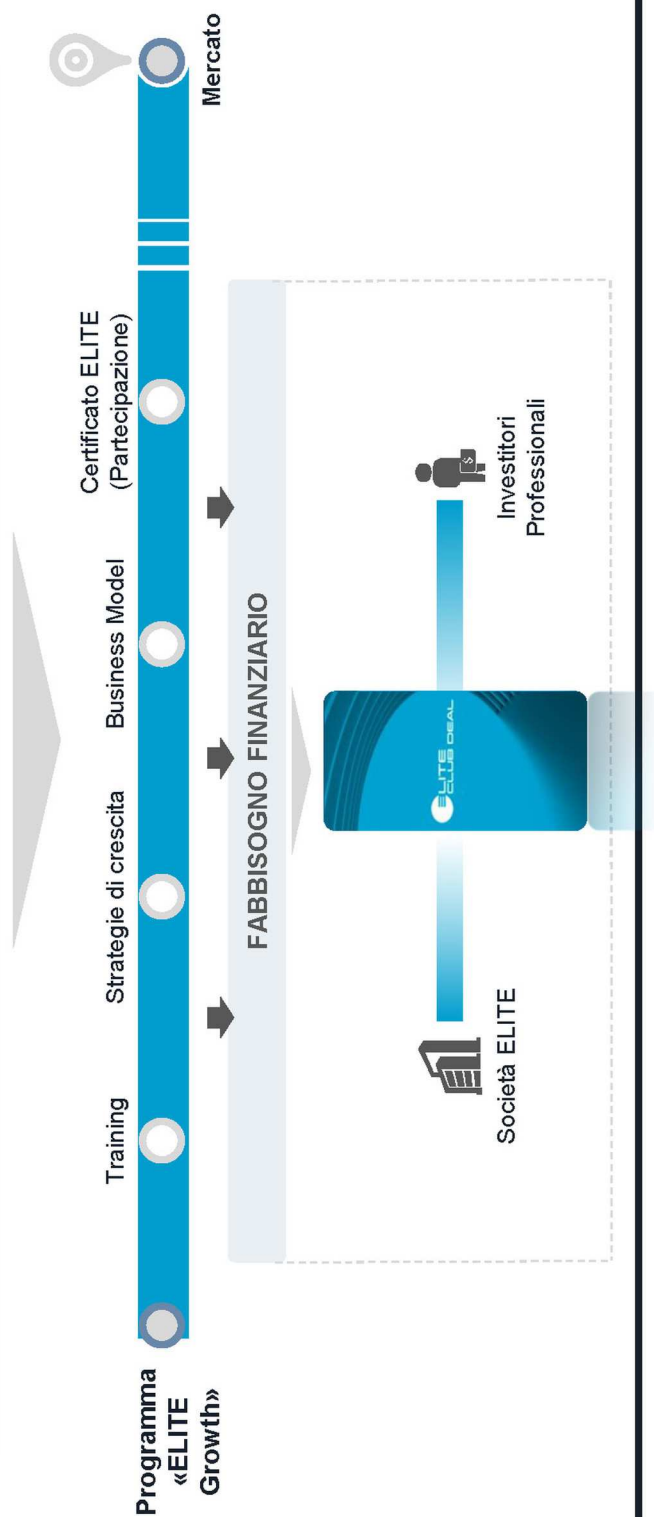 Programma
«ELITE
Growth»
Training
Strategie di crescita
Business Model
Certificato ELITE
(Partecipazione)
Mercato
FABBISOGNO FINANZIARIO
Società ELITE
ELITE
CLUB DEAL
Investitori
Professionali
$